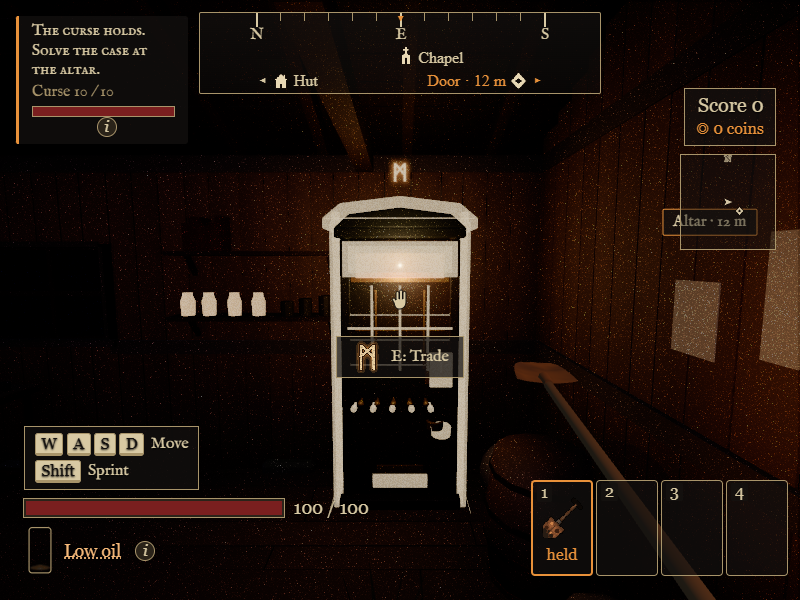 The curse holds.
Solve the case at
the altar.
Curse 10/10
i
N
E
S
Chapel
Hut
Door · 12 m
Score 0
0 coins
Altar · 12 m
E: Trade
W A S D Move
Shift Sprint
100 / 100
Low oil
i
1
held
2
3
4